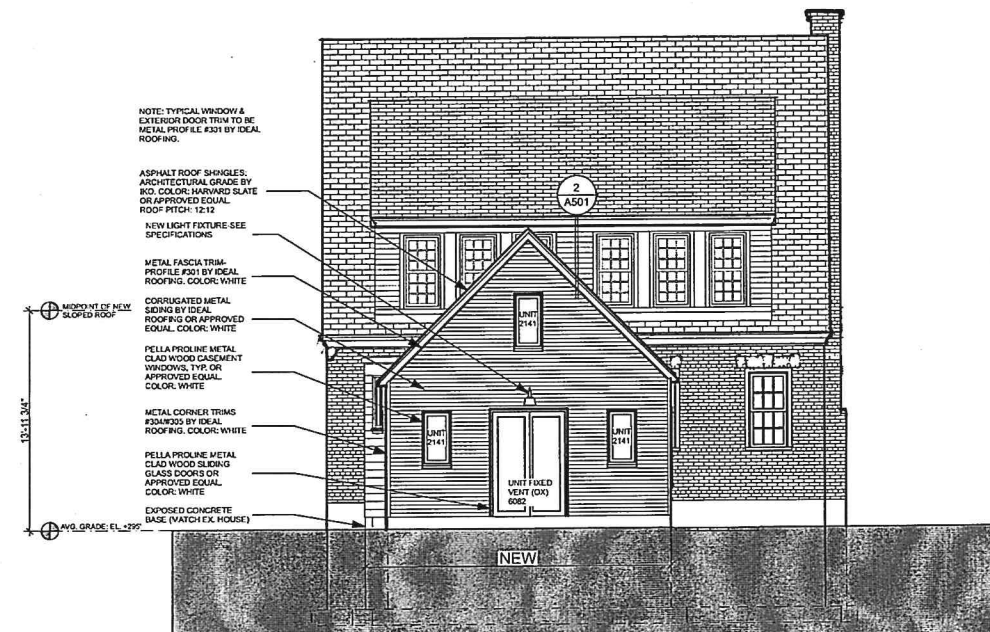 NOTE: TYPICAL WINDOW &
EXTERIOR DOOR TRIM TO BE
METAL PROFILE #301 BY IDEAL
ROOFING.
ASPHALT ROOF SHINGLES:
ARCHITECTURAL GRADE BY
IKO. COLOR: HARVARD SLATE
OR APPROVED EQUAL
ROOF PITCH: 12:12
NEW LIGHT FIXTURE-SEE
SPECIFICATIONS
METAL FASCIA TRIM-
PROFILE #301 BY IDEAL
ROOFING. COLOR: WHITE
CORRUGATED METAL
SIDING BY IDEAL
ROOFING OR APPROVED
EQUAL. COLOR: WHITE
PELLA PROLINE METAL
CLAD WOOD CASEMENT
WINDOWS, TYP. OR
APPROVED EQUAL
COLOR: WHITE
METAL CORNER TRIMS
#304/#305 BY IDEAL
ROOFING. COLOR: WHITE
PELLA PROLINE METAL
CLAD WOOD SLIDING
GLASS DOORS OR
APPROVED EQUAL
COLOR: WHITE
EXPOSED CONCRETE
BASE (MATCH EX. HOUSE)
MIDPOINT OF NEW
SLOPED ROOF
13'-11 3/4"
AVG. GRADE: EL. +295'
2
A501
UNIT
2141
UNIT
2141
UNIT
2141
UNIT FIXED
VENT (OX)
6082
NEW